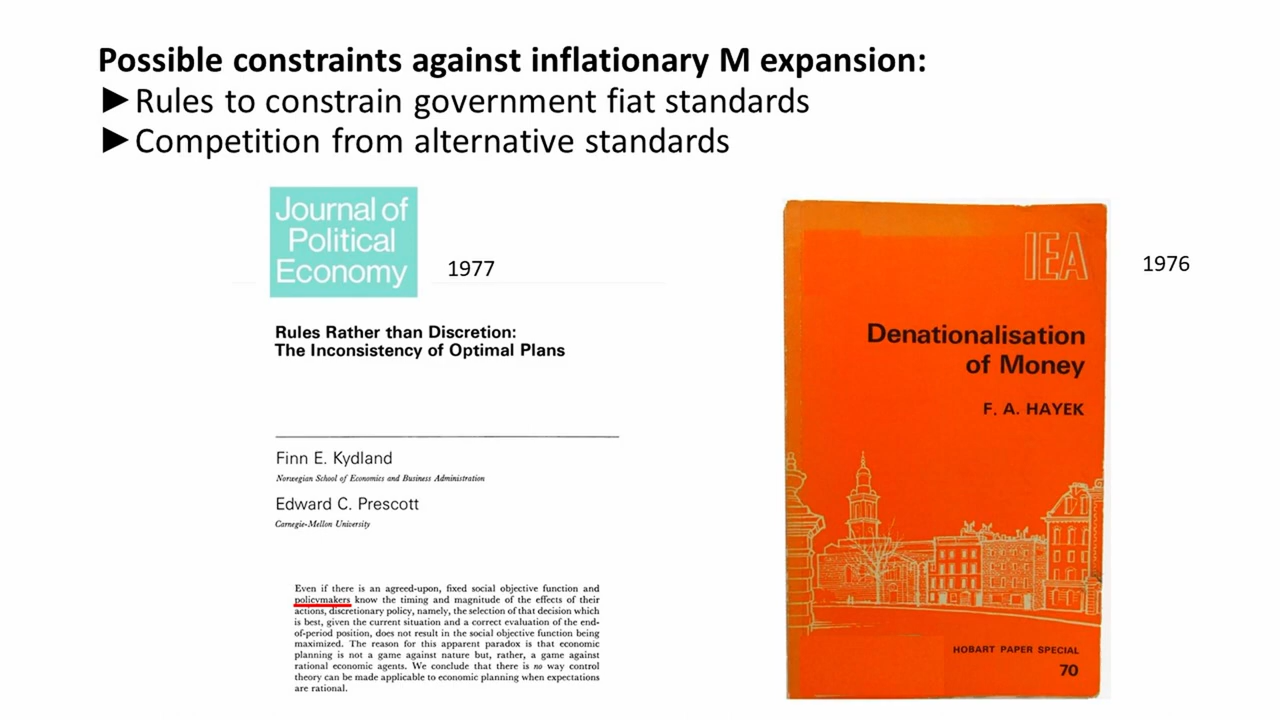 Possible constraints against inflationary M expansion:
►Rules to constrain government fiat standards
►Competition from alternative standards
Journal of
Political
Economy
1977
Rules Rather than Discretion:
The Inconsistency of Optimal Plans
Finn E. Kydland
Norwegian School of Economics and Business Administration
Edward C. Prescott
Carnegie-Mellon University
Even if there is an agreed-upon, fixed social objective function and
policymakers know the timing and magnitude of the effects of their
actions, discretionary policy, namely, the selection of that decision which
is best, given the current situation and a correct evaluation of the end-
of-period position, does not result in the social objective function being
maximized. The reason for this apparent paradox is that economic
planning is not a game against nature but, rather, a game against
rational economic agents. We conclude that there is no way control
theory can be made applicable to economic planning when expectations
are rational.
IEA
1976
Denationalisation
of Money
F. A. HAYEK
HOBART PAPER SPECIAL
70